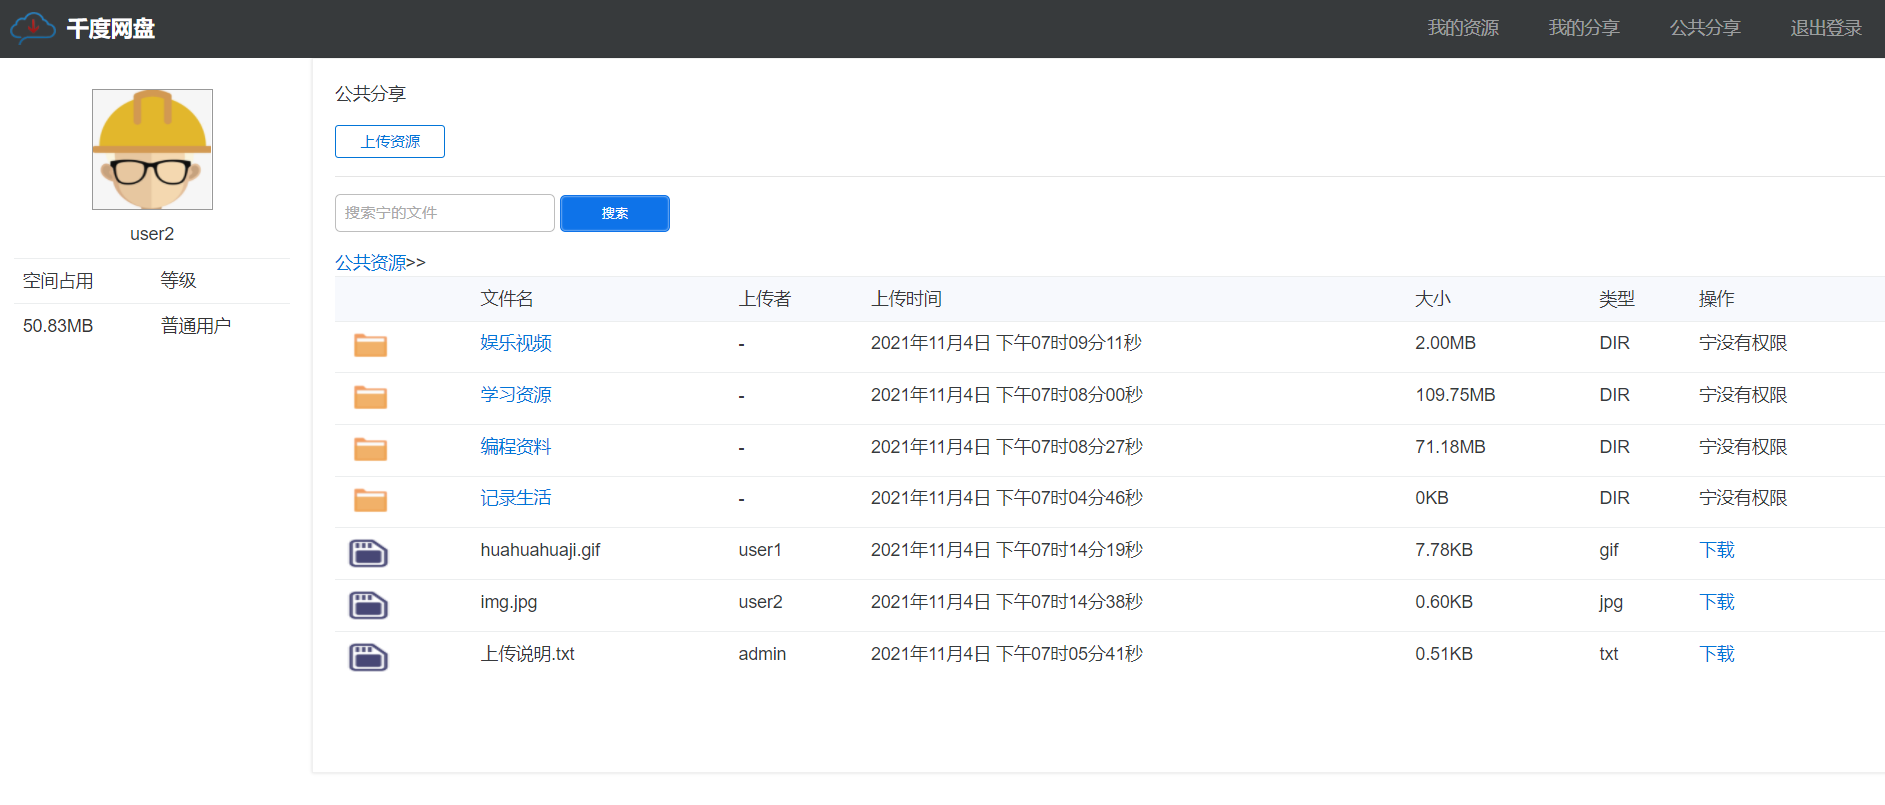 千度网盘 我的资源 我的分享 公共分享 退出登录
user2
空间占用 等级
50.83MB 普通用户
公共分享
上传资源
搜索宁的文件 搜索
公共资源>>
文件名 上传者 上传时间 大小 类型 操作
娱乐视频 - 2021年11月4日 下午07时09分11秒 2.00MB DIR 宁没有权限
学习资源 - 2021年11月4日 下午07时08分00秒 109.75MB DIR 宁没有权限
编程资料 - 2021年11月4日 下午07时08分27秒 71.18MB DIR 宁没有权限
记录生活 - 2021年11月4日 下午07时04分46秒 0KB DIR 宁没有权限
huahuahuaji.gif user1 2021年11月4日 下午07时14分19秒 7.78KB gif 下载
img.jpg user2 2021年11月4日 下午07时14分38秒 0.60KB jpg 下载
上传说明.txt admin 2021年11月4日 下午07时05分41秒 0.51KB txt 下载